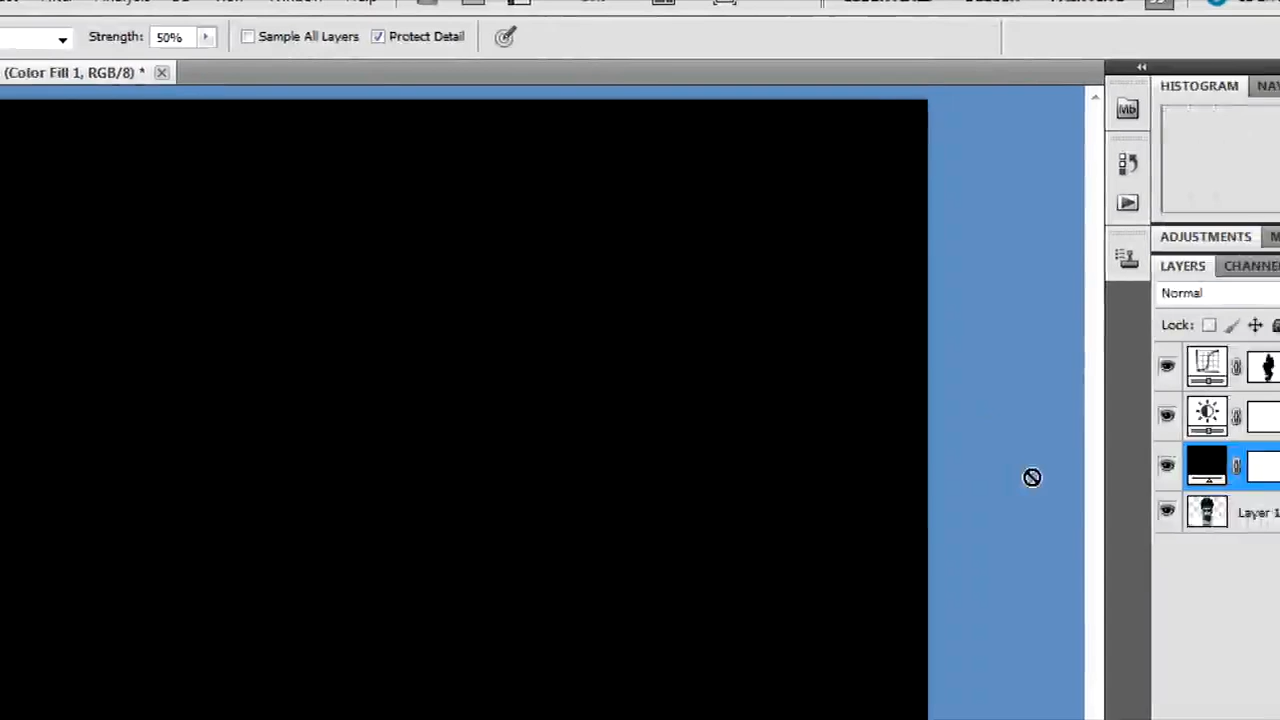 Strength: 50% Sample All Layers Protect Detail
(Color Fill 1, RGB/8) *
HISTOGRAM
Mb
ADJUSTMENTS
LAYERS
Normal
Lock:
Layer 1